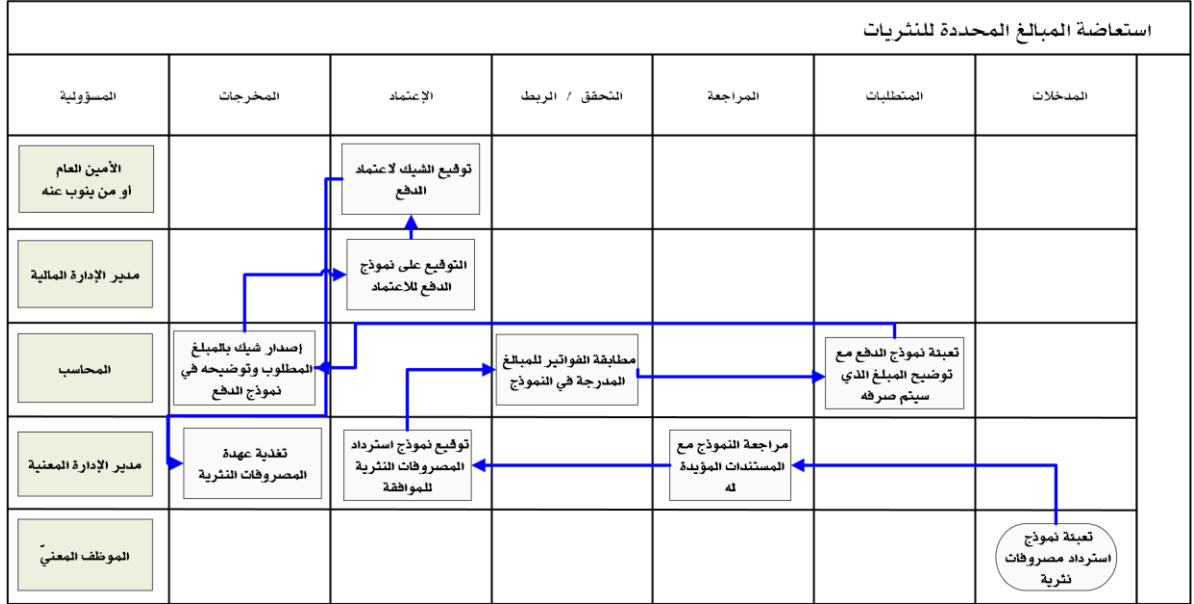 استعاضة المبالغ المحددة للنثريات
المدخلات
المتطلبات
المراجعة
التحقق / الربط
الإعتماد
المخرجات
المسؤولية
توقيع الشيك لاعتماد
الدفع
الأمين العام
او من ينوب عنه
التوقيع على نموذج
الدفع للاعتماد
مدير الإدارة المالية
تعبئة نموذج الدفع مع
توضيح المبلغ الذي
سيتم صرفه
مطابقة الفواتير للمبالغ
المدرجة في النموذج
إصدار شيك بالمبلغ
المطلوب وتوضيحه في
نموذج الدفع
المحاسب
مراجعة النموذج مع
المستندات المؤيدة
له
توقيع نموذج استرداد
المصروفات النثرية
للموافقة
تغذية عهدة
المصروفات النثرية
مدير الإدارة المعنية
تعبئة نموذج
استرداد مصروفات
نثرية
الموظف المعنيّ